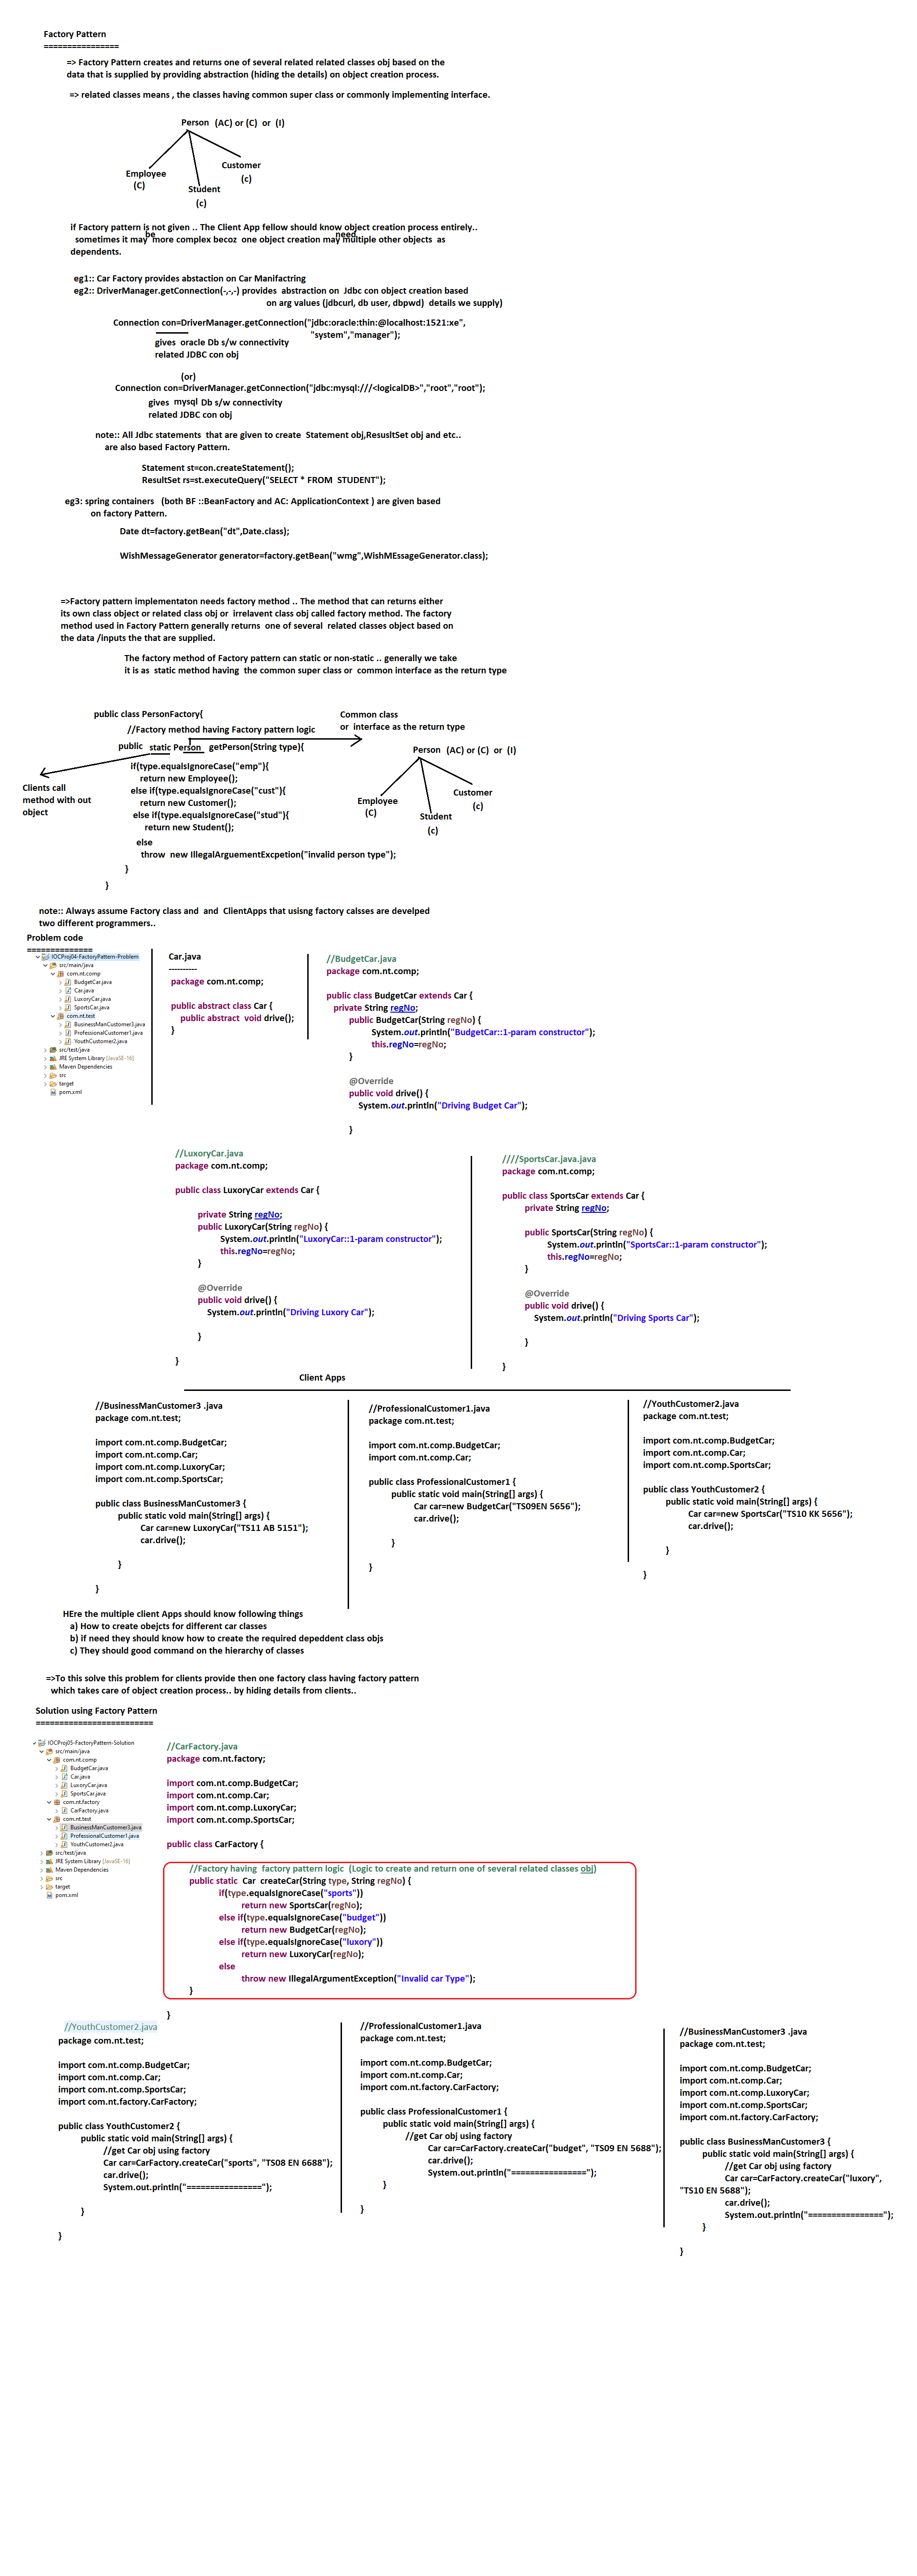 Factory Pattern
================
=> Factory Pattern creates and returns one of several related related classes obj based on the
data that is supplied by providing abstraction (hiding the details) on object creation process.
=> related classes means , the classes having common super class or commonly implementing interface.
Person (AC) or (C) or (I)
Customer
(c)
Employee
(C)
Student
(c)
if Factory pattern is not given .. The Client App fellow should know object creation process entirely..
be need
sometimes it may more complex becoz one object creation may multiple other objects as
dependents.
eg1:: Car Factory provides abstaction on Car Manifactring
eg2:: DriverManager.getConnection(-,-,-) provides abstraction on Jdbc con object creation based
on arg values (jdbcurl, db user, dbpwd) details we supply)
Connection con=DriverManager.getConnection("jdbc:oracle:thin:@localhost:1521:xe",
"system","manager");
gives oracle Db s/w connectivity
related JDBC con obj
(or)
Connection con=DriverManager.getConnection("jdbc:mysql:///<logicalDB>","root","root");
gives mysql Db s/w connectivity
related JDBC con obj
note:: All Jdbc statements that are given to create Statement obj,ResusltSet obj and etc..
are also based Factory Pattern.
Statement st=con.createStatement();
ResultSet rs=st.executeQuery("SELECT * FROM STUDENT");
eg3: spring containers (both BF ::BeanFactory and AC: ApplicationContext ) are given based
on factory Pattern.
Date dt=factory.getBean("dt",Date.class);
WishMessageGenerator generator=factory.getBean("wmg",WishMEssageGenerator.class);
=>Factory pattern implementaton needs factory method .. The method that can returns either
its own class object or related class obj or irrelavent class obj called factory method. The factory
method used in Factory Pattern generally returns one of several related classes object based on
the data /inputs the that are supplied.
The factory method of Factory pattern can static or non-static .. generally we take
it is as static method having the common super class or common interface as the return type
public class PersonFactory{
//Factory method having Factory pattern logic
Common class
or interface as the return type
public static Person getPerson(String type){
if(type.equalsIgnoreCase("emp"){
return new Employee();
else if(type.equalsIgnoreCase("cust"){
return new Customer();
else if(type.equalsIgnoreCase("stud"){
return new Student();
else
throw new IllegalArguementExcpetion("invalid person type");
}
}
Clients call
method with out
object
Person (AC) or (C) or (I)
Customer
(c)
Employee
(C)
Student
(c)
note:: Always assume Factory class and and ClientApps that usisng factory calsses are develped
two different programmers..
Problem code
==============
IOCProj04-FactoryPattern-Problem
src/main/java
com.nt.comp
BudgetCar.java
Car.java
LuxoryCar.java
SportsCar.java
com.nt.test
BusinessManCustomer3.java
ProfessionalCustomer1.java
YouthCustomer2.java
src/test/java
JRE System Library [JavaSE-16]
Maven Dependencies
src
target
pom.xml
Car.java
----------
package com.nt.comp;
public abstract class Car {
public abstract void drive();
}
//BudgetCar.java
package com.nt.comp;
public class BudgetCar extends Car {
private String regNo;
public BudgetCar(String regNo) {
System.out.println("BudgetCar::1-param constructor");
this.regNo=regNo;
}
@Override
public void drive() {
System.out.println("Driving Budget Car");
}
//LuxoryCar.java
package com.nt.comp;
public class LuxoryCar extends Car {
private String regNo;
public LuxoryCar(String regNo) {
System.out.println("LuxoryCar::1-param constructor");
this.regNo=regNo;
}
@Override
public void drive() {
System.out.println("Driving Luxory Car");
}
}
////SportsCar.java.java
package com.nt.comp;
public class SportsCar extends Car {
private String regNo;
public SportsCar(String regNo) {
System.out.println("SportsCar::1-param constructor");
this.regNo=regNo;
}
@Override
public void drive() {
System.out.println("Driving Sports Car");
}
}
Client Apps
//BusinessManCustomer3 .java
package com.nt.test;
import com.nt.comp.BudgetCar;
import com.nt.comp.Car;
import com.nt.comp.LuxoryCar;
import com.nt.comp.SportsCar;
public class BusinessManCustomer3 {
public static void main(String[] args) {
Car car=new LuxoryCar("TS11 AB 5151");
car.drive();
}
}
//ProfessionalCustomer1.java
package com.nt.test;
import com.nt.comp.BudgetCar;
import com.nt.comp.Car;
public class ProfessionalCustomer1 {
public static void main(String[] args) {
Car car=new BudgetCar("TS09EN 5656");
car.drive();
}
}
//YouthCustomer2.java
package com.nt.test;
import com.nt.comp.BudgetCar;
import com.nt.comp.Car;
import com.nt.comp.SportsCar;
public class YouthCustomer2 {
public static void main(String[] args) {
Car car=new SportsCar("TS10 KK 5656");
car.drive();
}
}
HEre the multiple client Apps should know following things
a) How to create obejcts for different car classes
b) if need they should know how to create the required depeddent class objs
c) They should good command on the hierarchy of classes
=>To this solve this problem for clients provide then one factory class having factory pattern
which takes care of object creation process.. by hiding details from clients..
Solution using Factory Pattern
=========================
IOCProj05-FactoryPattern-Solution
src/main/java
com.nt.comp
BudgetCar.java
Car.java
LuxoryCar.java
SportsCar.java
com.nt.factory
CarFactory.java
com.nt.test
BusinessManCustomer3.java
ProfessionalCustomer1.java
YouthCustomer2.java
src/test/java
JRE System Library [JavaSE-16]
Maven Dependencies
src
target
pom.xml
//CarFactory.java
package com.nt.factory;
import com.nt.comp.BudgetCar;
import com.nt.comp.Car;
import com.nt.comp.LuxoryCar;
import com.nt.comp.SportsCar;
public class CarFactory {
//Factory having factory pattern logic (Logic to create and return one of several related classes obj)
public static Car createCar(String type, String regNo) {
if(type.equalsIgnoreCase("sports"))
return new SportsCar(regNo);
else if(type.equalsIgnoreCase("budget"))
return new BudgetCar(regNo);
else if(type.equalsIgnoreCase("luxory"))
return new LuxoryCar(regNo);
else
throw new IllegalArgumentException("Invalid car Type");
}
}
//YouthCustomer2.java
package com.nt.test;
import com.nt.comp.BudgetCar;
import com.nt.comp.Car;
import com.nt.comp.SportsCar;
import com.nt.factory.CarFactory;
public class YouthCustomer2 {
public static void main(String[] args) {
//get Car obj using factory
Car car=CarFactory.createCar("sports", "TS08 EN 6688");
car.drive();
System.out.println("================");
}
}
//ProfessionalCustomer1.java
package com.nt.test;
import com.nt.comp.BudgetCar;
import com.nt.comp.Car;
import com.nt.factory.CarFactory;
public class ProfessionalCustomer1 {
public static void main(String[] args) {
//get Car obj using factory
Car car=CarFactory.createCar("budget", "TS09 EN 5688");
car.drive();
System.out.println("================");
}
}
//BusinessManCustomer3 .java
package com.nt.test;
import com.nt.comp.BudgetCar;
import com.nt.comp.Car;
import com.nt.comp.LuxoryCar;
import com.nt.comp.SportsCar;
import com.nt.factory.CarFactory;
public class BusinessManCustomer3 {
public static void main(String[] args) {
//get Car obj using factory
Car car=CarFactory.createCar("luxory",
"TS10 EN 5688");
car.drive();
System.out.println("================");
}
}